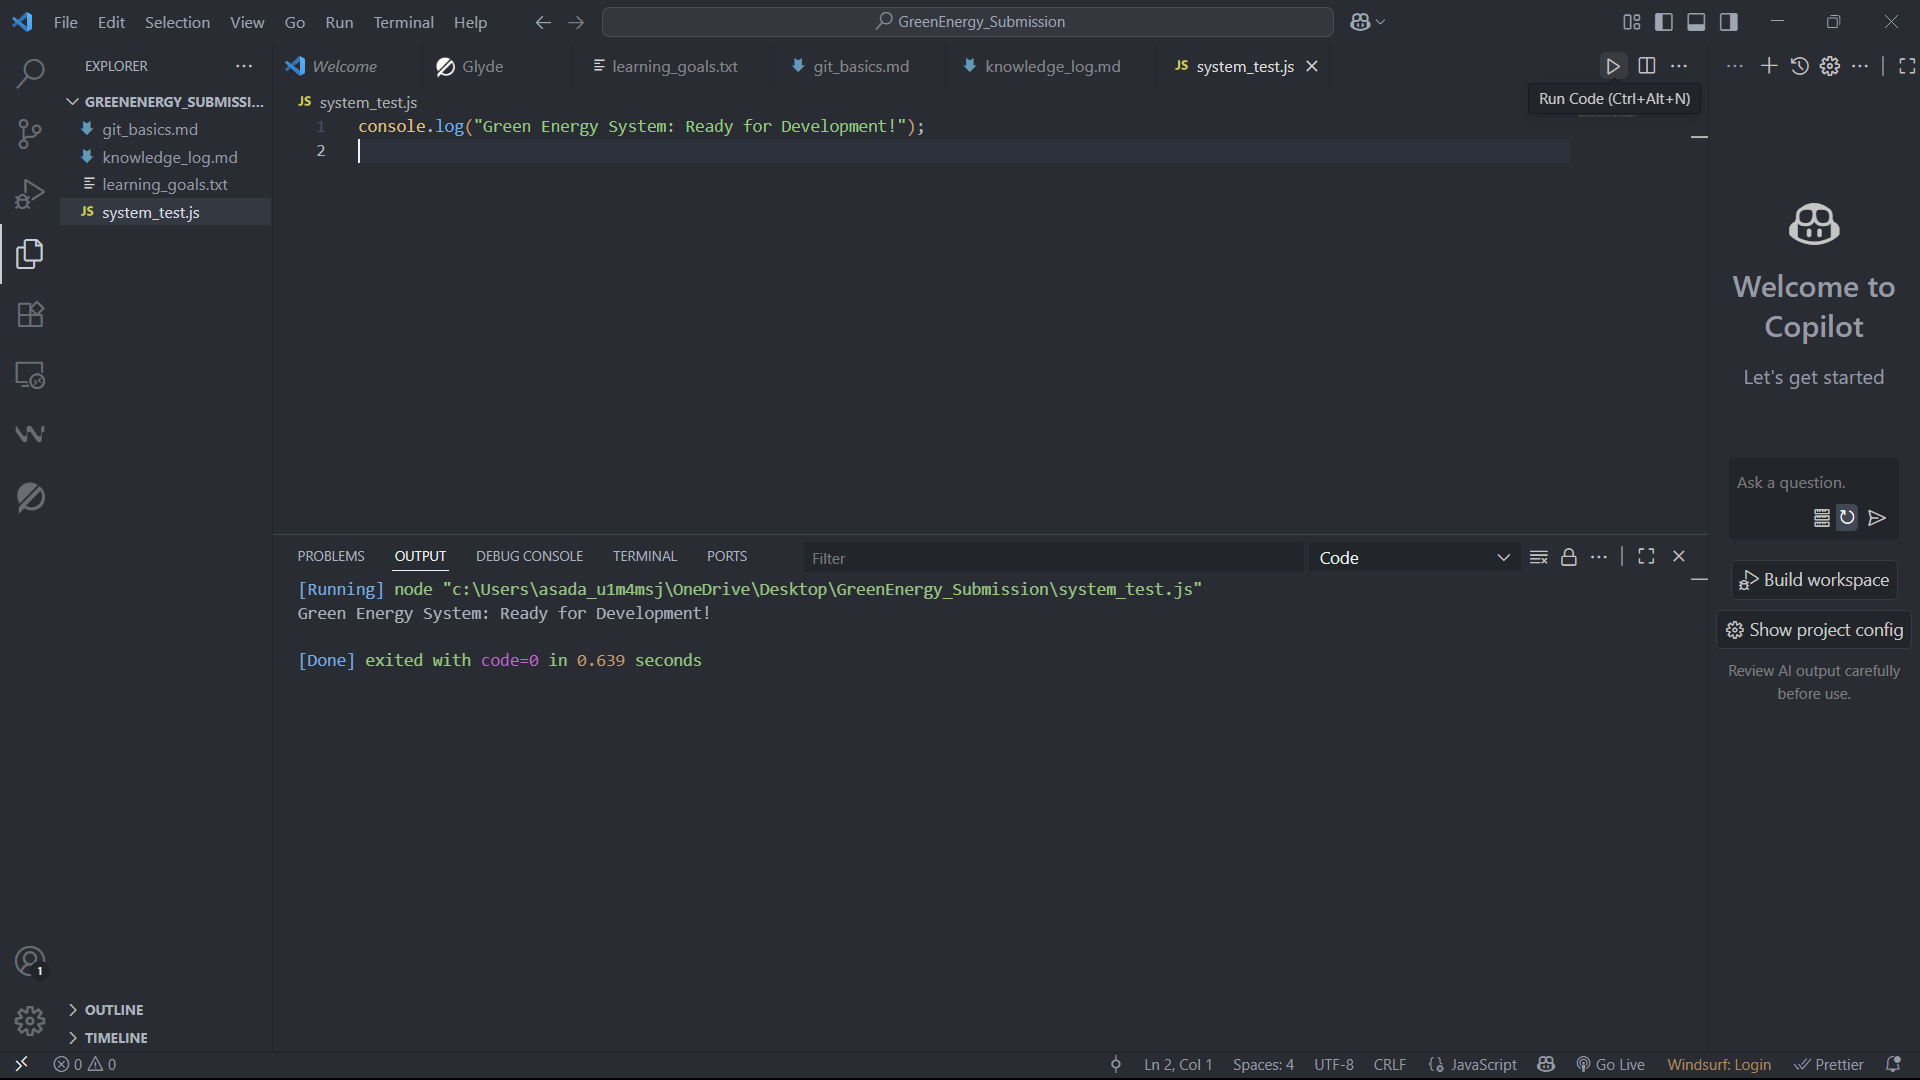 File Edit Selection View Go Run Terminal Help
GreenEnergy_Submission
EXPLORER
GREENENERGY_SUBMISSI...
git_basics.md
knowledge_log.md
learning_goals.txt
JS system_test.js
OUTLINE
TIMELINE
1
Welcome Glyde learning_goals.txt git_basics.md knowledge_log.md JS system_test.js
Run Code (Ctrl+Alt+N)
JS system_test.js
1 console.log("Green Energy System: Ready for Development!");
2
PROBLEMS OUTPUT DEBUG CONSOLE TERMINAL PORTS Filter Code
[Running] node "c:\Users\asada_u1m4msj\OneDrive\Desktop\GreenEnergy_Submission\system_test.js"
Green Energy System: Ready for Development!
[Done] exited with code=0 in 0.639 seconds
Welcome to
Copilot
Let's get started
Ask a question.
Build workspace
Show project config
Review AI output carefully
before use.
0 0 Ln 2, Col 1 Spaces: 4 UTF-8 CRLF {} JavaScript Go Live Windsurf: Login Prettier